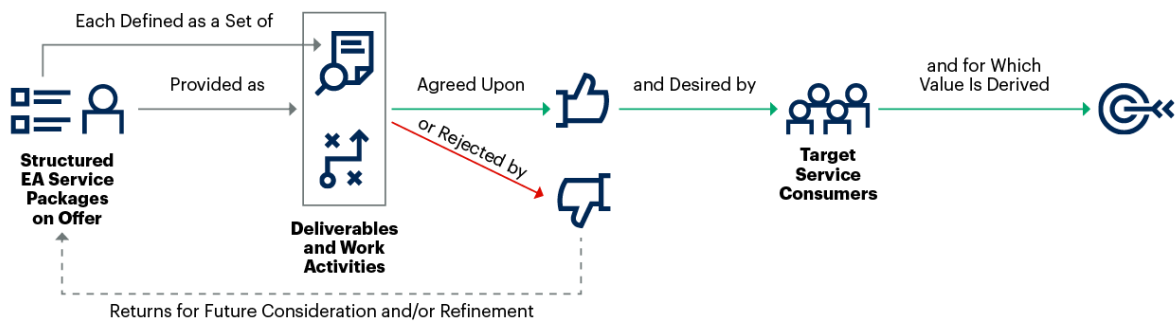 Each Defined as a Set of
Provided as
Structured
EA Service
Packages
on Offer
Deliverables
and Work
Activities
Agreed Upon
or Rejected by
and Desired by
Target
Service
Consumers
and for Which
Value Is Derived
Returns for Future Consideration and/or Refinement